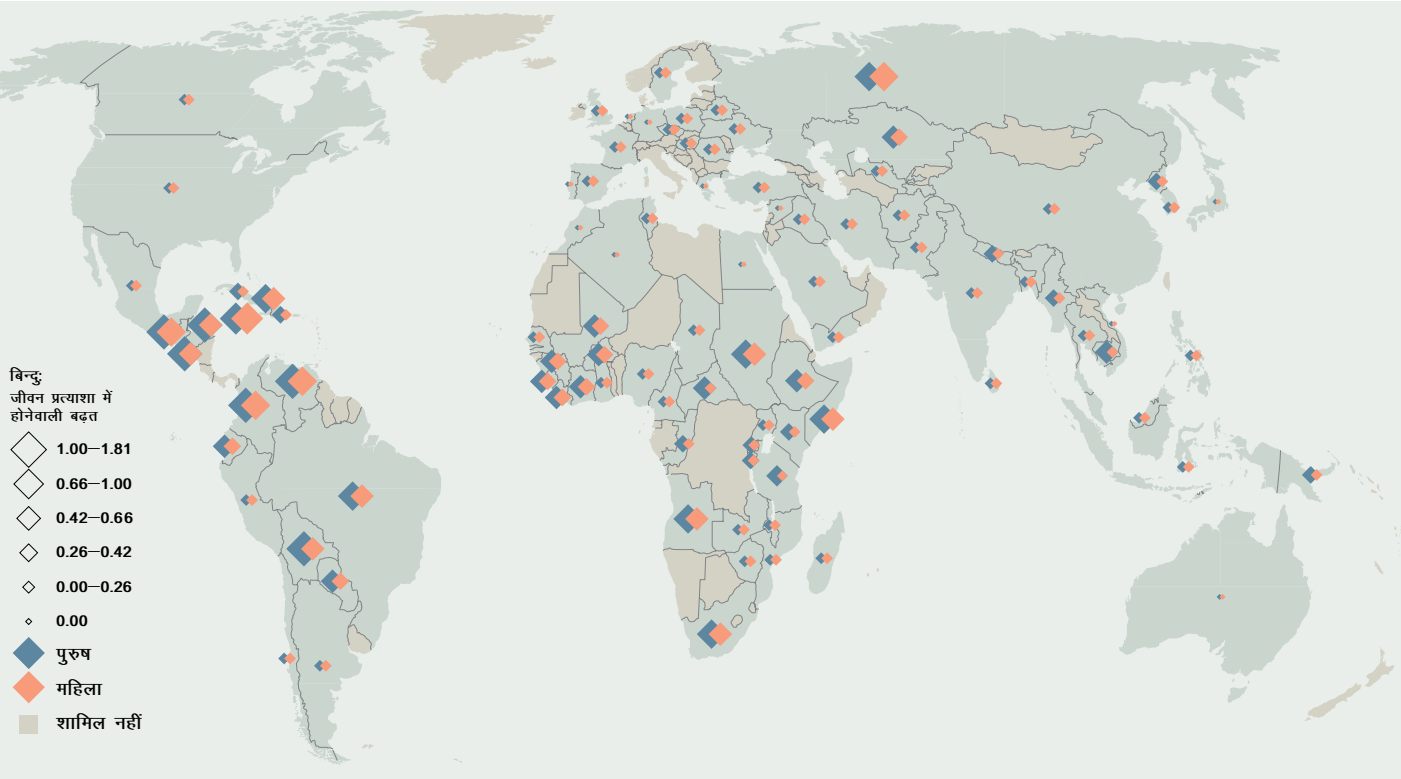 बिन्दु:
जीवन प्रत्याशा में
होनेवाली बढ़त
1.00—1.81
0.66—1.00
0.42—0.66
0.26—0.42
0.00—0.26
0.00
पुरुष
महिला
शामिल नहीं